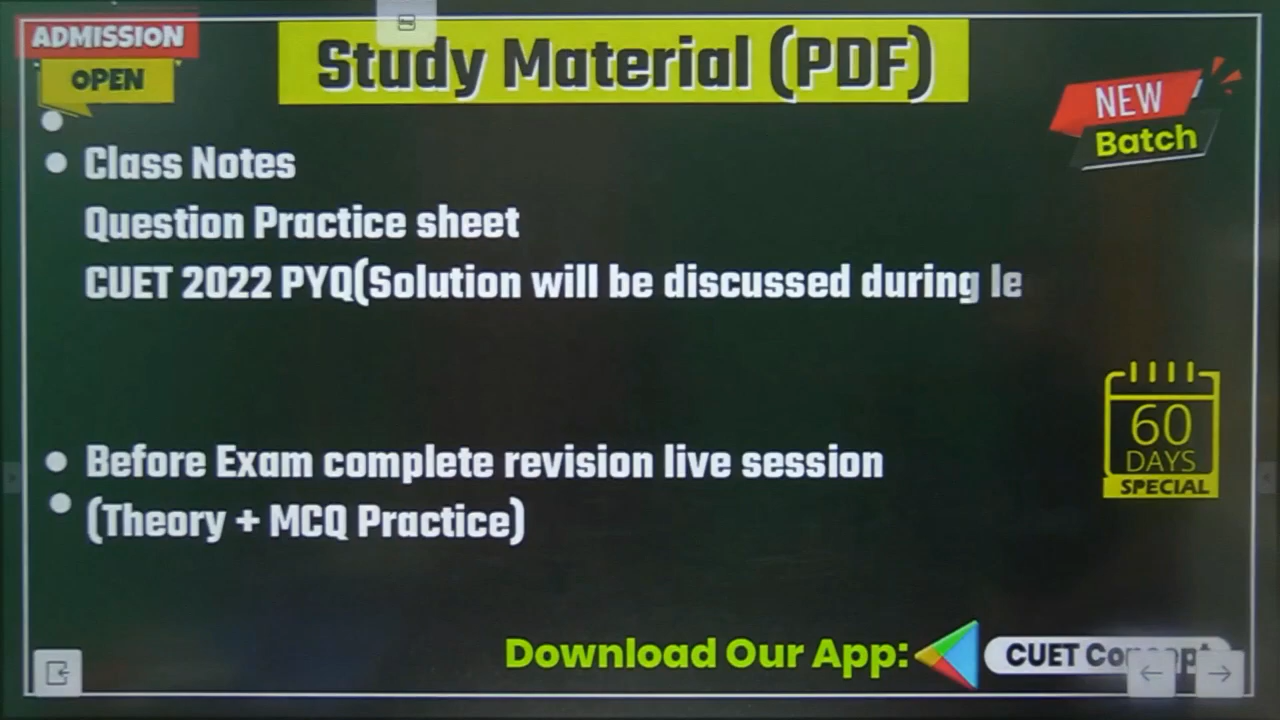 ADMISSION
OPEN
Study Material (PDF)
NEW
Batch
Class Notes
Question Practice sheet
CUET 2022 PYQ(Solution will be discussed during le
60
DAYS
SPECIAL
Before Exam complete revision live session
(Theory + MCQ Practice)
Download Our App:
CUET Concept